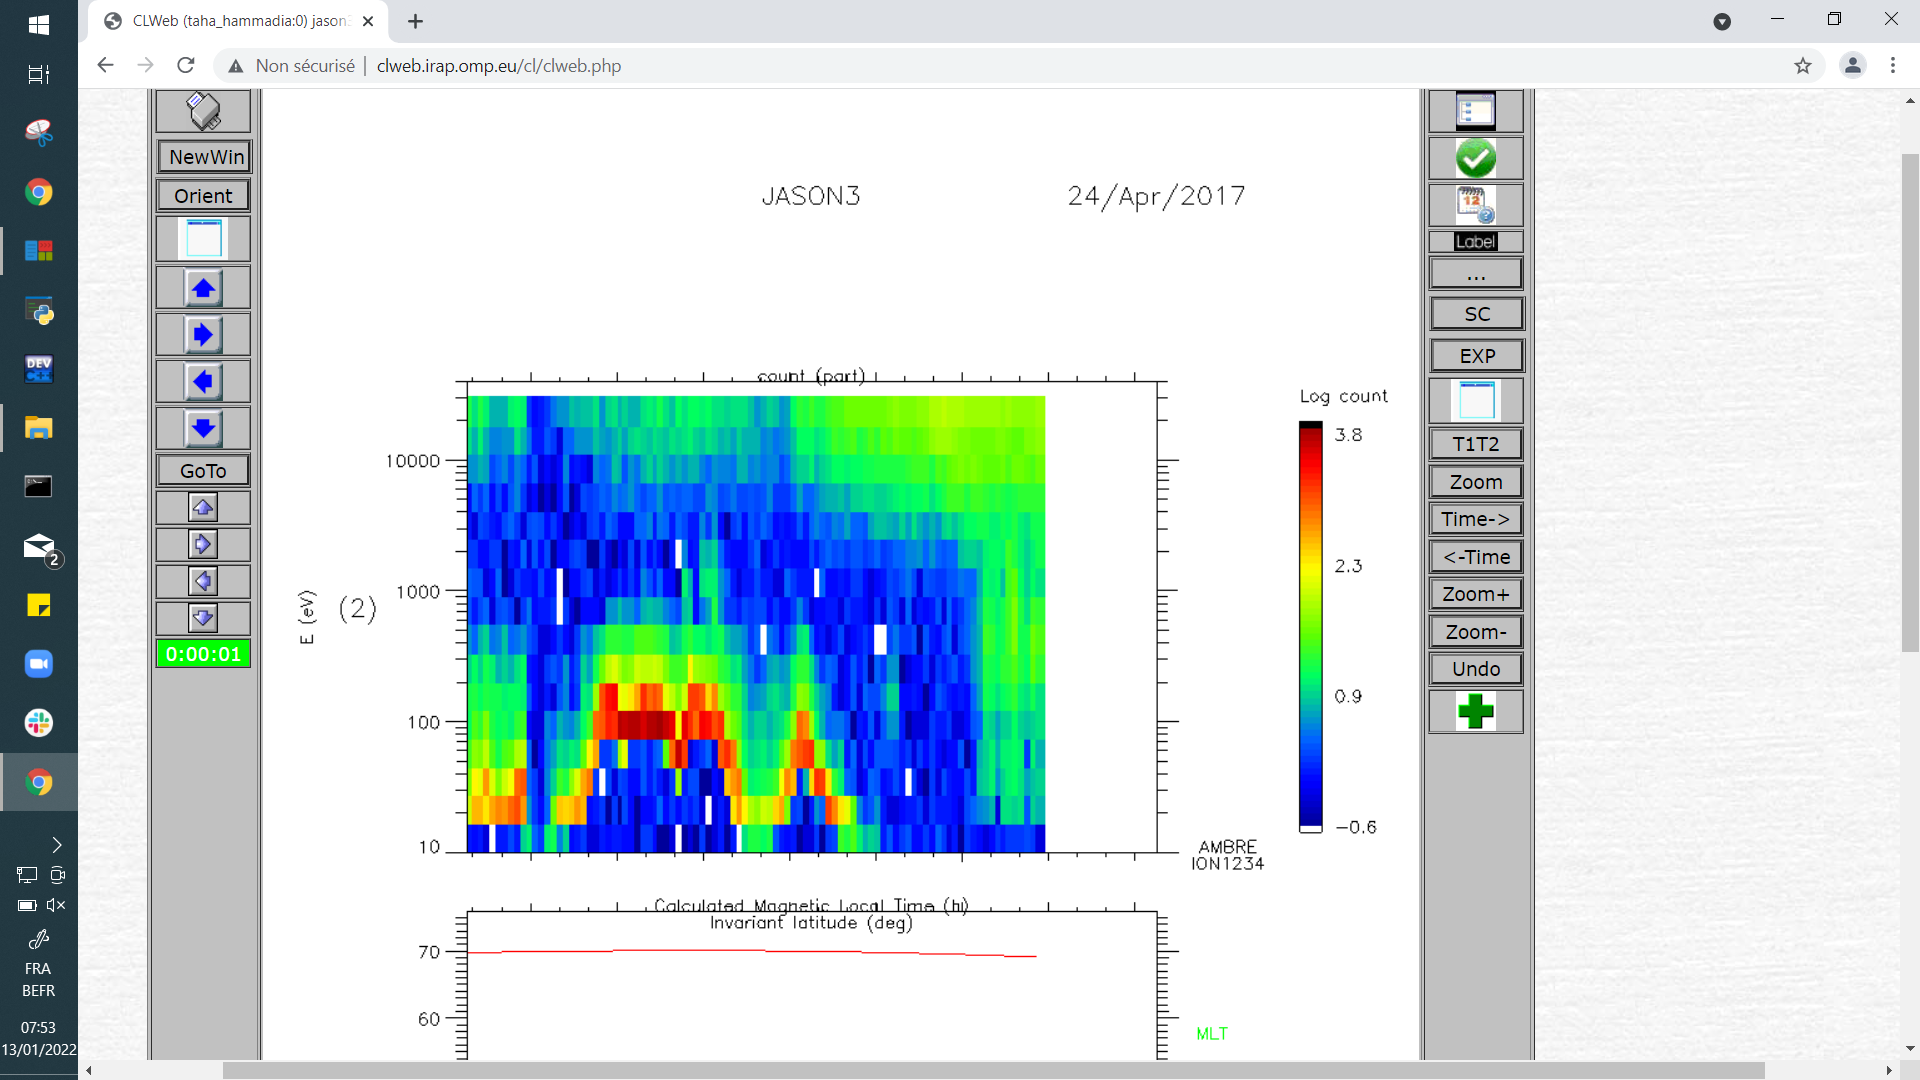 CLWeb (taha_hammadia:0) jason3
Non sécurisé | clweb.irap.omp.eu/cl/clweb.php
NewWin
Orient
GoTo
0:00:01
JASON3 24/Apr/2017
count (part)
E (eV)
(2)
10000
1000
100
10
Log count
3.8
2.3
0.9
−0.6
AMBRE
ION1234
Calculated Magnetic Local Time (h)
Invariant latitude (deg)
70
60
MLT
12
Label
...
SC
EXP
T1T2
Zoom
Time->
<-Time
Zoom+
Zoom-
Undo
DEV
C++
2
FRA
BEFR
07:53
13/01/2022